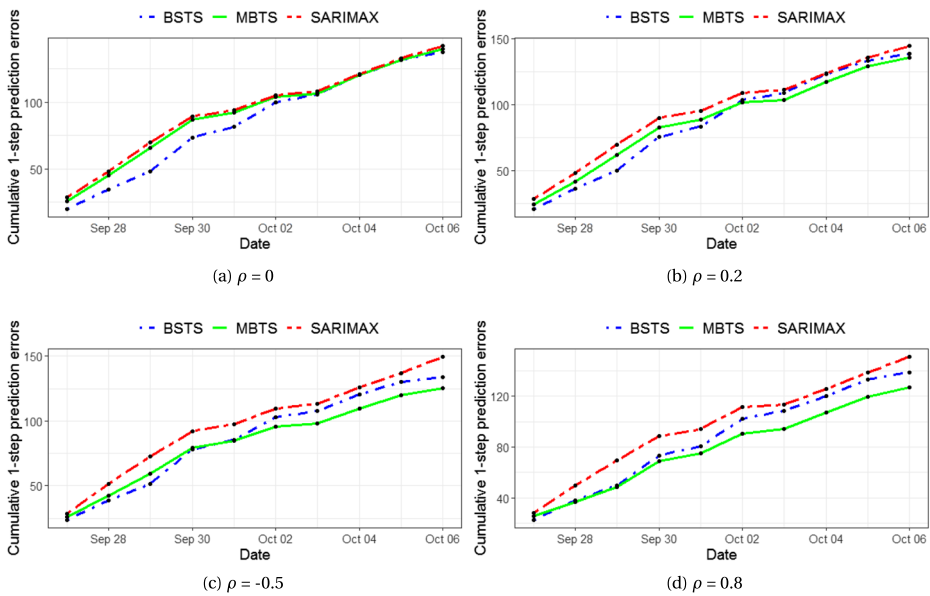 BSTS MBTS SARIMAX
Cumulative 1-step prediction errors
100
50
Sep 28 Sep 30 Oct 02 Oct 04 Oct 06
Date
(a) ρ = 0
BSTS MBTS SARIMAX
Cumulative 1-step prediction errors
150
100
50
Sep 28 Sep 30 Oct 02 Oct 04 Oct 06
Date
(b) ρ = 0.2
BSTS MBTS SARIMAX
Cumulative 1-step prediction errors
150
100
50
Sep 28 Sep 30 Oct 02 Oct 04 Oct 06
Date
(c) ρ = -0.5
BSTS MBTS SARIMAX
Cumulative 1-step prediction errors
120
80
40
Sep 28 Sep 30 Oct 02 Oct 04 Oct 06
Date
(d) ρ = 0.8